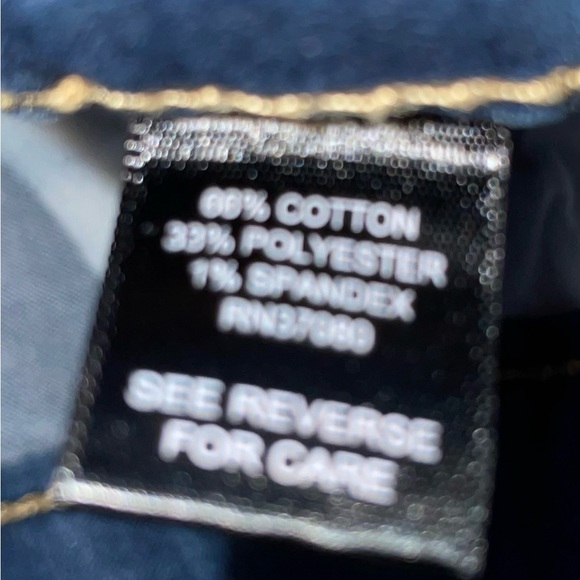 66% COTTON
33% POLYESTER
1% SPANDEX
SEE REVERSE
FOR CARE